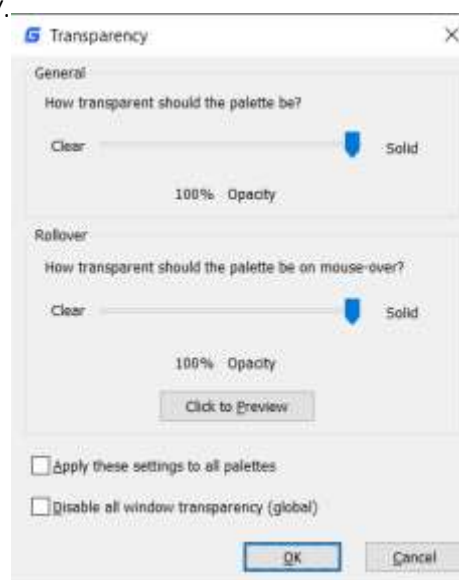 Transparency
General
How transparent should the palette be?
Clear Solid
100% Opacity
Rollover
How transparent should the palette be on mouse-over?
Clear Solid
100% Opacity
Click to Preview
Apply these settings to all palettes
Disable all window transparency (global)
OK Cancel